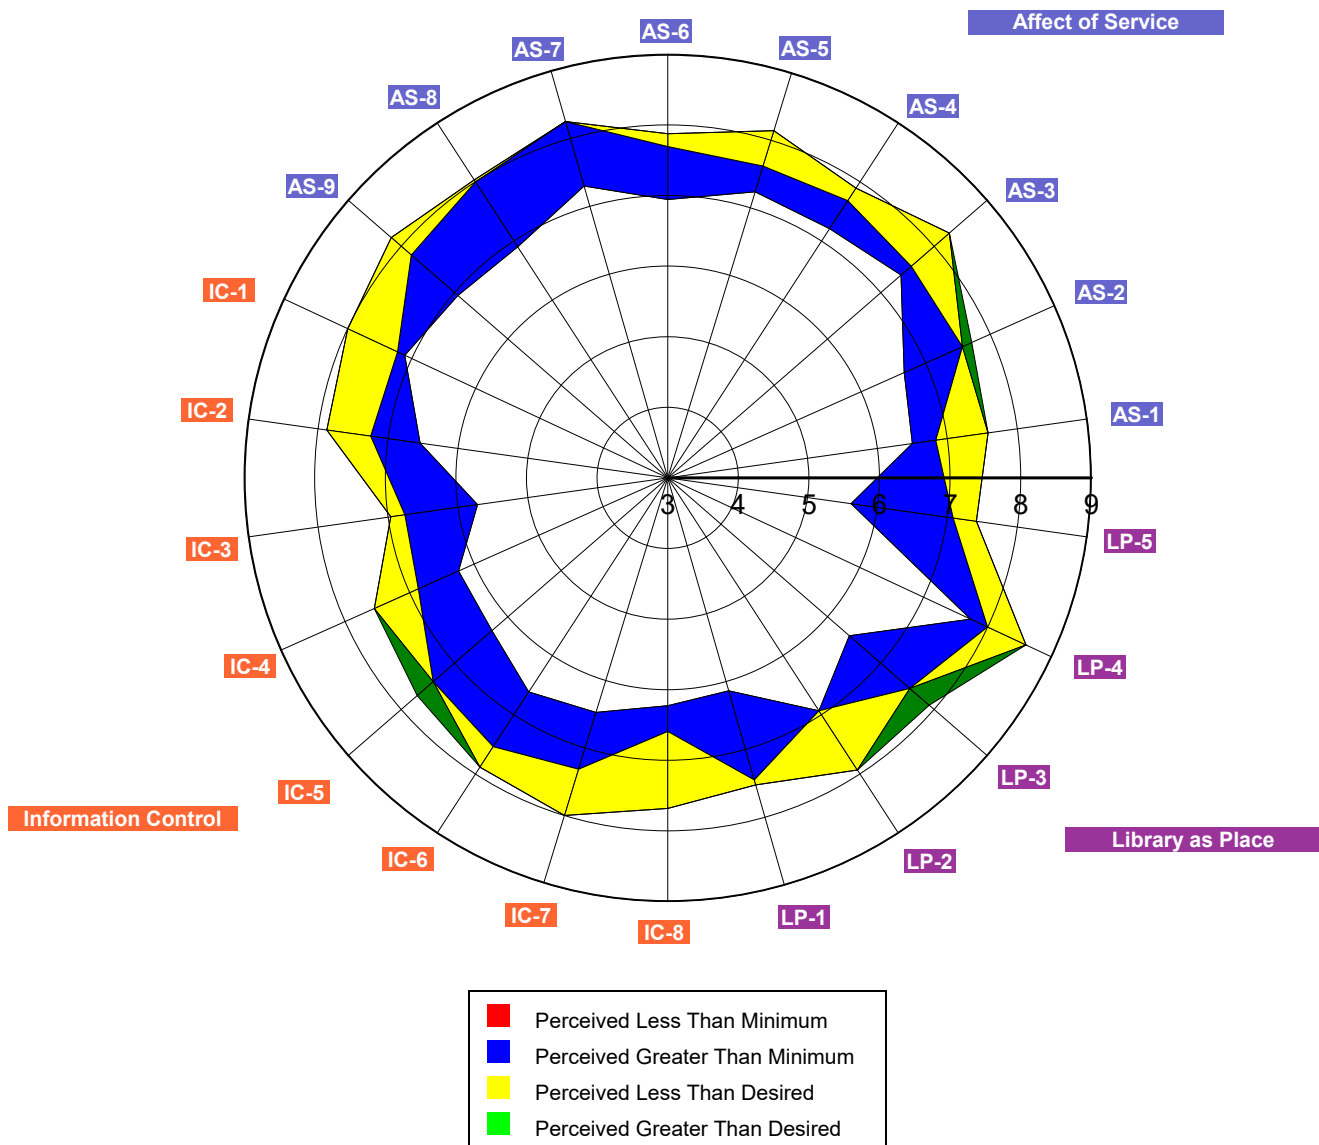 Affect of Service
AS-6
AS-7
AS-5
AS-8
AS-4
AS-9
AS-3
IC-1
AS-2
IC-2
AS-1
3 4 5 6 7 8 9
IC-3
LP-5
IC-4
LP-4
IC-5
LP-3
Information Control
Library as Place
IC-6
LP-2
IC-7
LP-1
IC-8
Perceived Less Than Minimum
Perceived Greater Than Minimum
Perceived Less Than Desired
Perceived Greater Than Desired